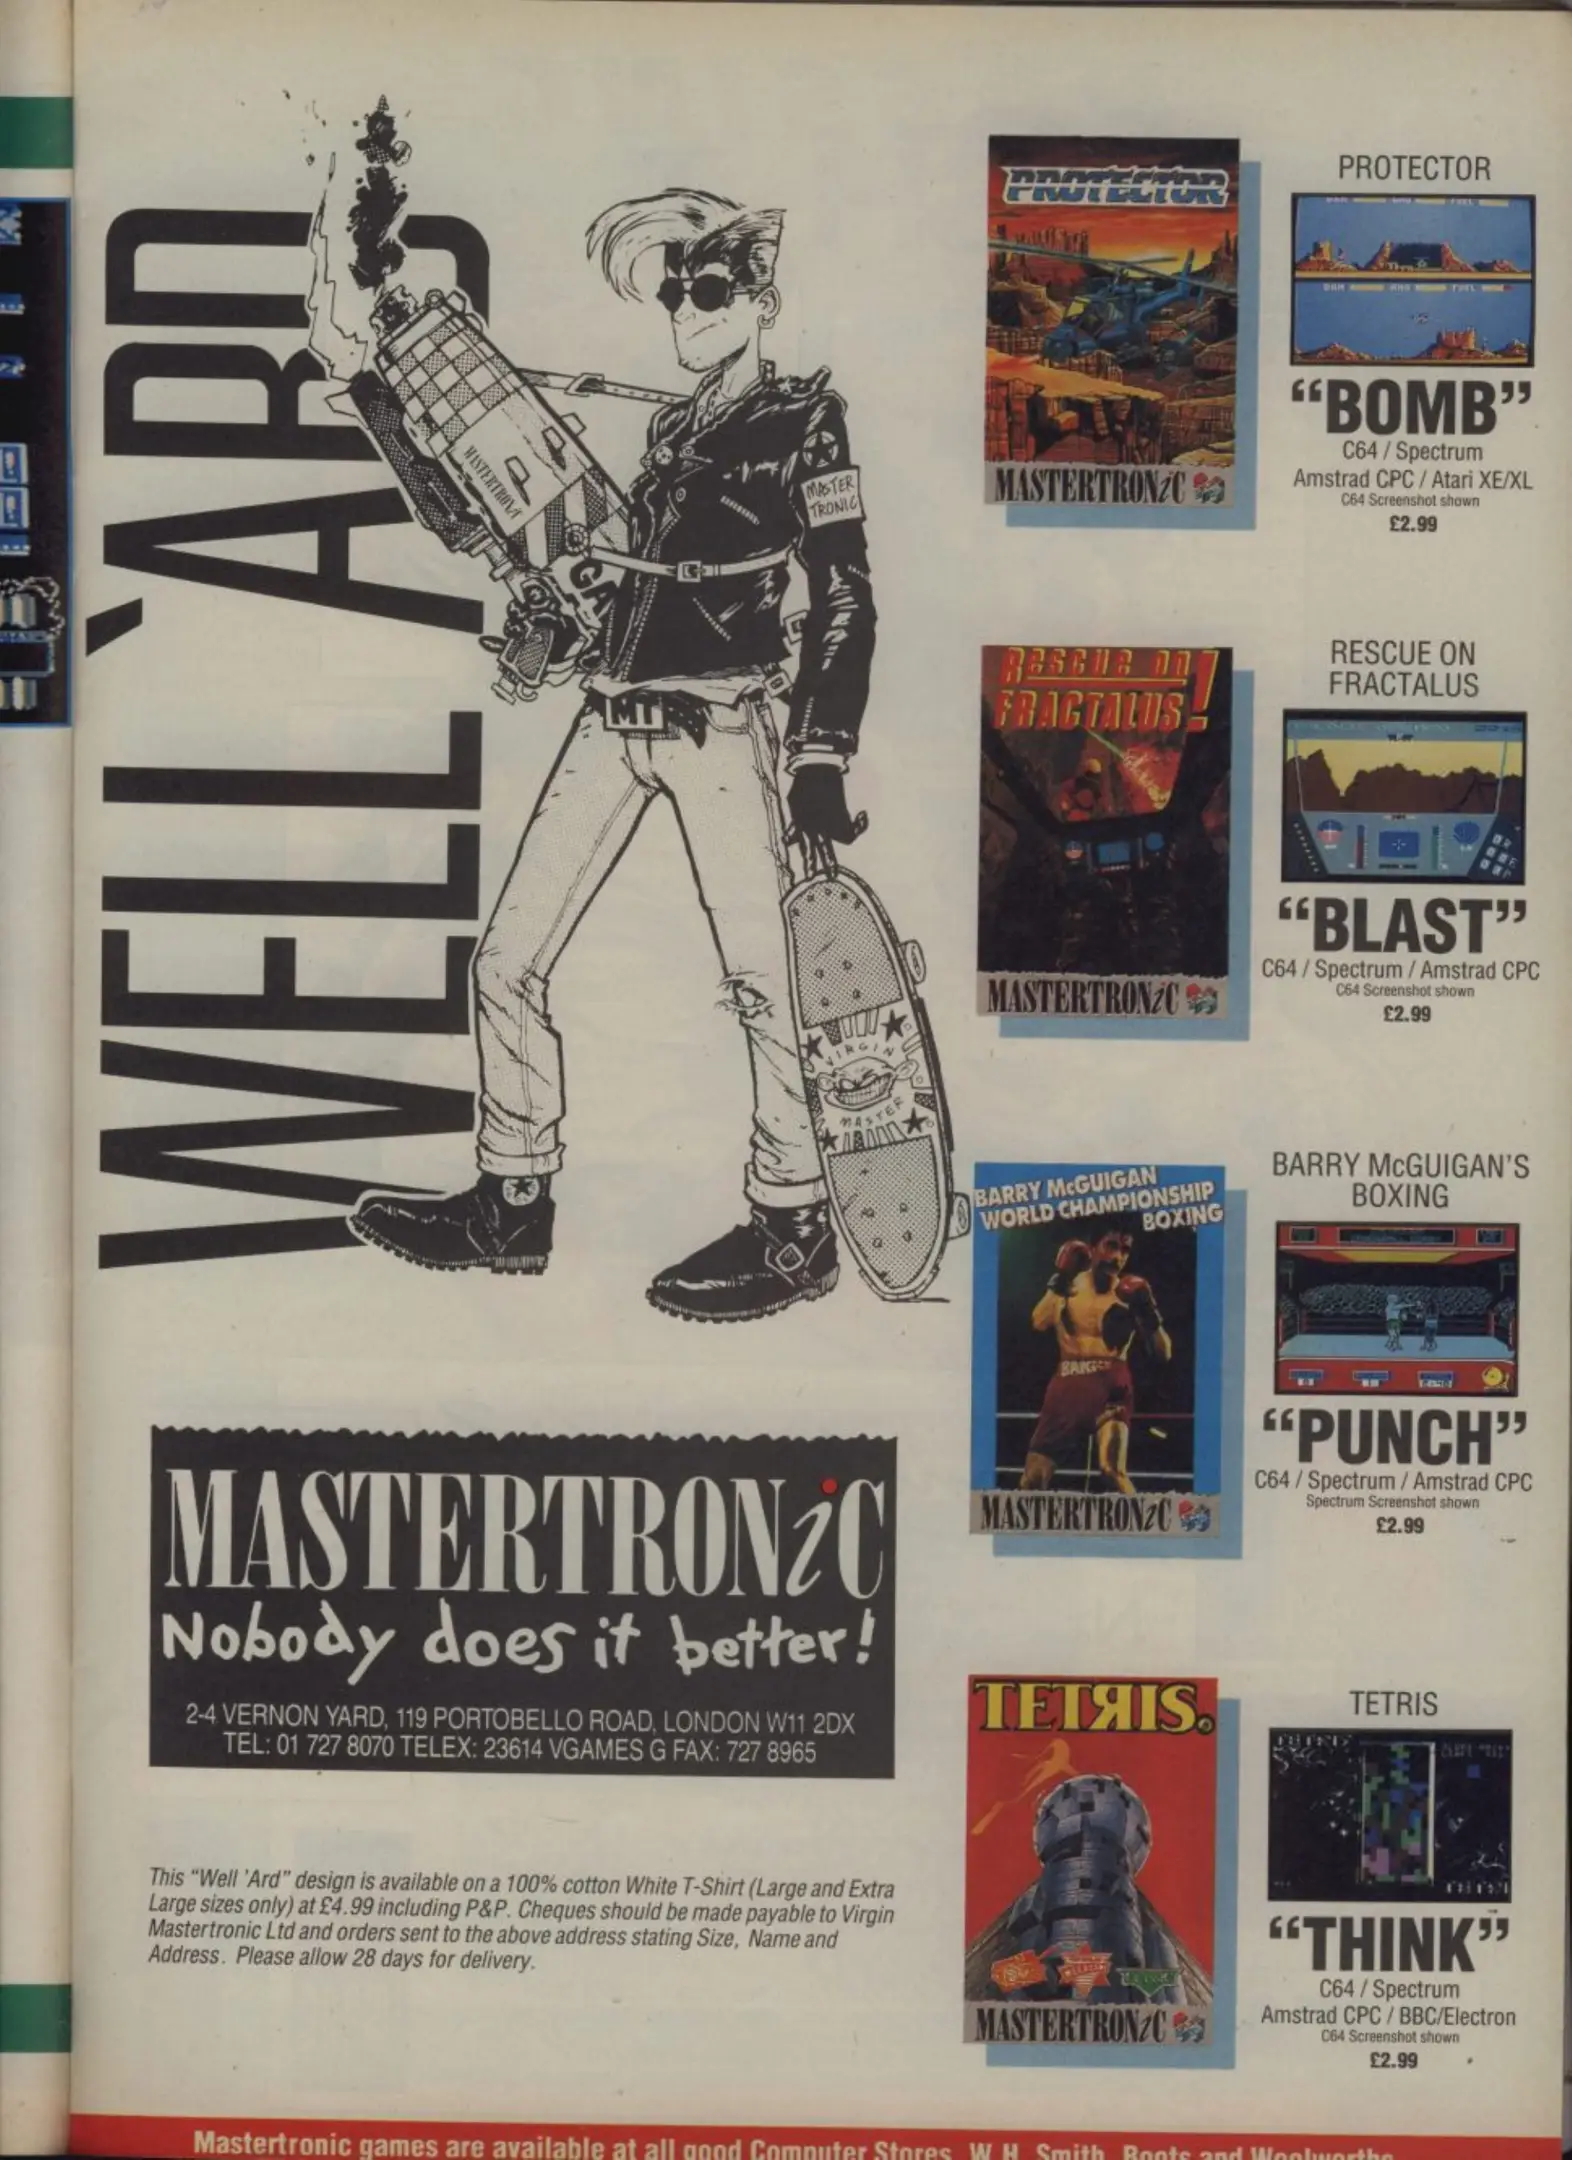 WELL 'ARD
MASTERTRONIC
MASTER
TRONIC
MT
VIRGIN
MASTER
MASTERTRONiC
Nobody does it better!
2-4 VERNON YARD, 119 PORTOBELLO ROAD, LONDON W11 2DX
TEL: 01 727 8070 TELEX: 23614 VGAMES G FAX: 727 8965
This “Well 'Ard” design is available on a 100% cotton White T-Shirt (Large and Extra
Large sizes only) at £4.99 including P&P. Cheques should be made payable to Virgin
Mastertronic Ltd and orders sent to the above address stating Size, Name and
Address. Please allow 28 days for delivery.
PROTECTOR
MASTERTRONiC
PROTECTOR
“BOMB”
C64 / Spectrum
Amstrad CPC / Atari XE/XL
C64 Screenshot shown
£2.99
RESCUE ON
FRACTALUS!
MASTERTRONiC
RESCUE ON
FRACTALUS
“BLAST”
C64 / Spectrum / Amstrad CPC
C64 Screenshot shown
£2.99
BARRY McGUIGAN
WORLD CHAMPIONSHIP
BOXING
MASTERTRONiC
BARRY McGUIGAN'S
BOXING
“PUNCH”
C64 / Spectrum / Amstrad CPC
Spectrum Screenshot shown
£2.99
TETЯIS.
MASTERTRONiC
TETRIS
“THINK”
C64 / Spectrum
Amstrad CPC / BBC/Electron
C64 Screenshot shown
£2.99
Mastertronic games are available at all good Computer Stores, W.H. Smith, Boots and Woolworths